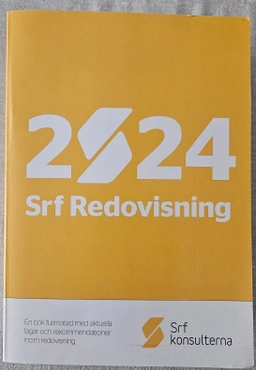 2024
Srf Redovisning
En bok fullmatad med aktuella
lagar och rekommendationer
inom redovisning
Srf
konsulterna